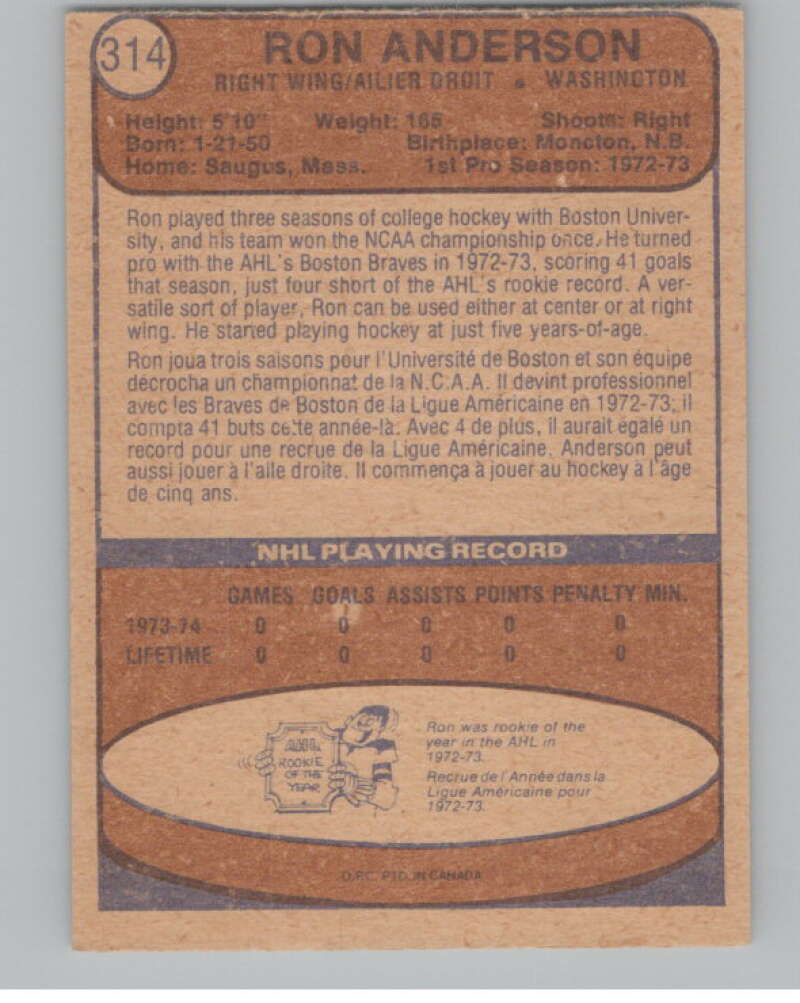 314
RON ANDERSON
RIGHT WING/AILIER DROIT • WASHINGTON
Height: 5'10" Weight: 165 Shoots: Right
Born: 1-21-50 Birthplace: Moncton, N.B.
Home: Saugus, Mass. 1st Pro Season: 1972-73
Ron played three seasons of college hockey with Boston Univer-
sity, and his team won the NCAA championship once. He turned
pro with the AHL's Boston Braves in 1972-73, scoring 41 goals
that season, just four short of the AHL's rookie record. A ver-
satile sort of player, Ron can be used either at center or at right
wing. He started playing hockey at just five years-of-age.
Ron joua trois saisons pour l'Université de Boston et son équipe
décrocha un championnat de la N.C.A.A. Il devint professionnel
avec les Braves de Boston de la Ligue Américaine en 1972-73; il
compta 41 buts cette année-là. Avec 4 de plus, il aurait égalé un
record pour une recrue de la Ligue Américaine. Anderson peut
aussi jouer à l'aile droite. Il commença à jouer au hockey à l'âge
de cinq ans.
NHL PLAYING RECORD
GAMES GOALS ASSISTS POINTS PENALTY MIN.
1973-74 0 0 0 0 0
LIFETIME 0 0 0 0 0
A.H.L.
ROOKIE
OF THE
YEAR
Ron was rookie of the
year in the AHL in
1972-73.
Recrue de l'Année dans la
Ligue Américaine pour
1972-73.
O.P.C. PTD. IN CANADA